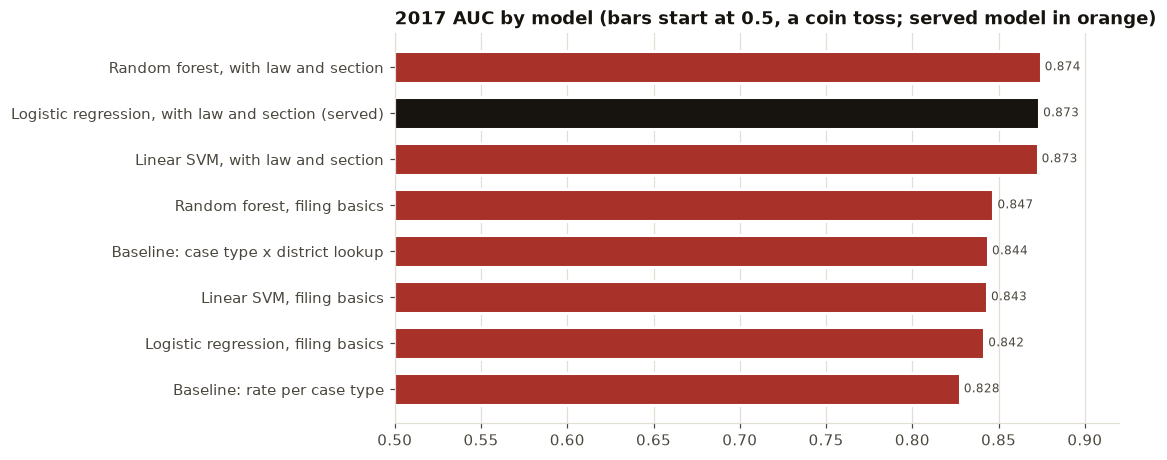 2017 AUC by model (bars start at 0.5, a coin toss; served model in orange)
Random forest, with law and section 0.874
Logistic regression, with law and section (served) 0.873
Linear SVM, with law and section 0.873
Random forest, filing basics 0.847
Baseline: case type x district lookup 0.844
Linear SVM, filing basics 0.843
Logistic regression, filing basics 0.842
Baseline: rate per case type 0.828
0.50 0.55 0.60 0.65 0.70 0.75 0.80 0.85 0.90